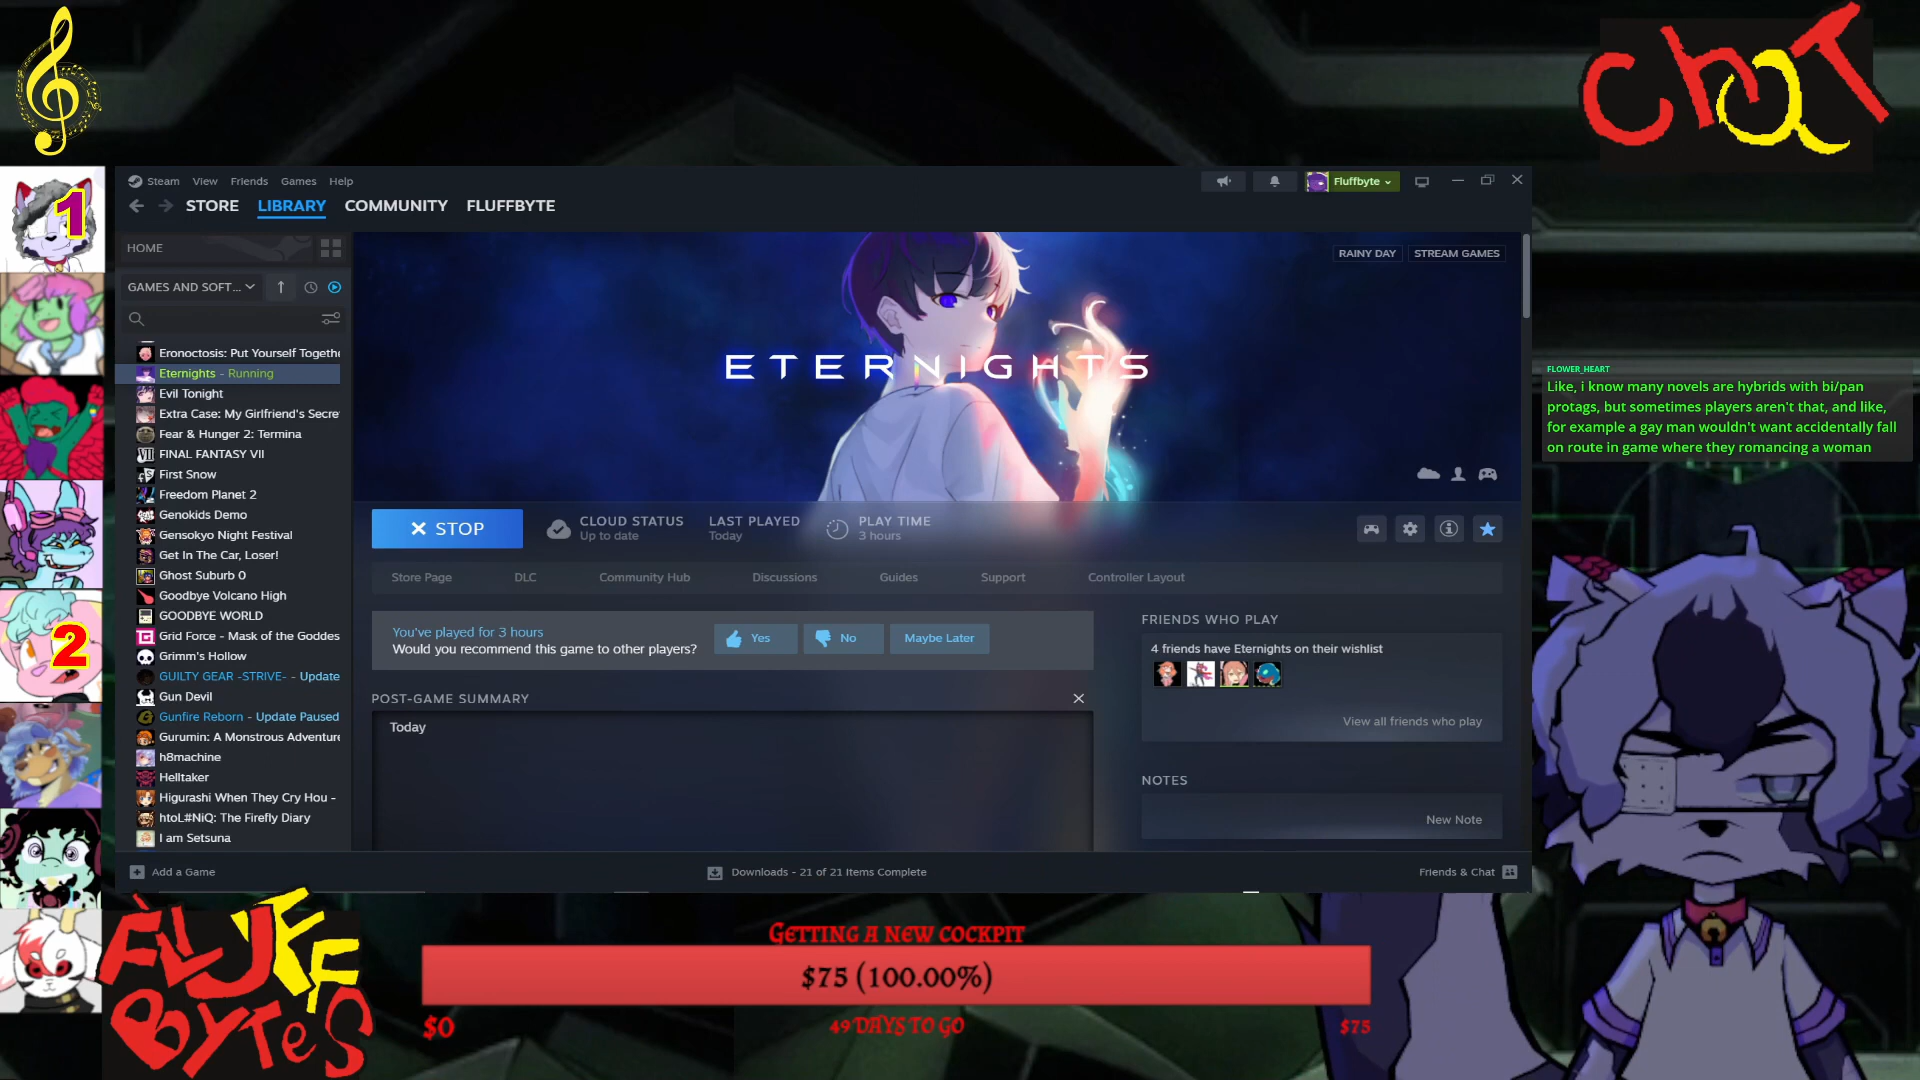 chaT
1
2
Steam View Friends Games Help
Fluffbyte
STORE LIBRARY COMMUNITY FLUFFBYTE
HOME
GAMES AND SOFT...
Eronoctosis: Put Yourself Togeth
Eternights - Running
Evil Tonight
Extra Case: My Girlfriend's Secre
Fear & Hunger 2: Termina
FINAL FANTASY VII
First Snow
Freedom Planet 2
Genokids Demo
Gensokyo Night Festival
Get In The Car, Loser!
Ghost Suburb 0
Goodbye Volcano High
GOODBYE WORLD
Grid Force - Mask of the Goddes
Grimm's Hollow
GUILTY GEAR -STRIVE- - Update
Gun Devil
Gunfire Reborn - Update Paused
Gurumin: A Monstrous Adventure
h8machine
Helltaker
Higurashi When They Cry Hou -
htoL#NiQ: The Firefly Diary
I am Setsuna
RAINY DAY STREAM GAMES
ETERNIGHTS
STOP
CLOUD STATUS
Up to date
LAST PLAYED
Today
PLAY TIME
3 hours
Store Page DLC Community Hub Discussions Guides Support Controller Layout
You've played for 3 hours
Would you recommend this game to other players?
Yes No Maybe Later
POST-GAME SUMMARY
Today
FRIENDS WHO PLAY
4 friends have Eternights on their wishlist
View all friends who play
NOTES
New Note
Add a Game
Downloads - 21 of 21 Items Complete
Friends & Chat
FLOWER_HEART
Like, i know many novels are hybrids with bi/pan
protags, but sometimes players aren't that, and like,
for example a gay man wouldn't want accidentally fall
on route in game where they romancing a woman
FLUFF
BYTeS
Getting a new cockpit
$75 (100.00%)
$0
49 days to go
$75